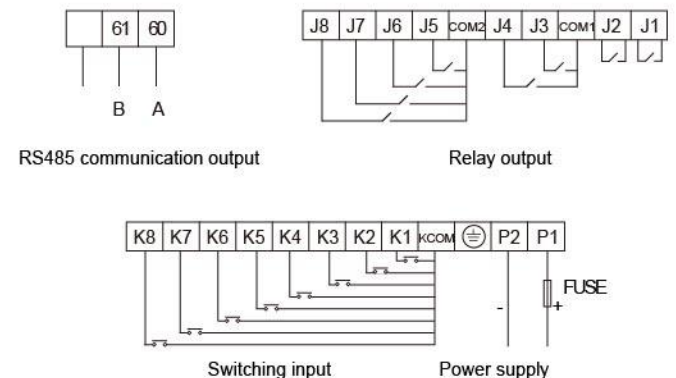 61 60
B A
RS485 communication output
J8 J7 J6 J5 COM2 J4 J3 COM1 J2 J1
Relay output
K8 K7 K6 K5 K4 K3 K2 K1 KCOM P2 P1
FUSE
- +
Switching input
Power supply